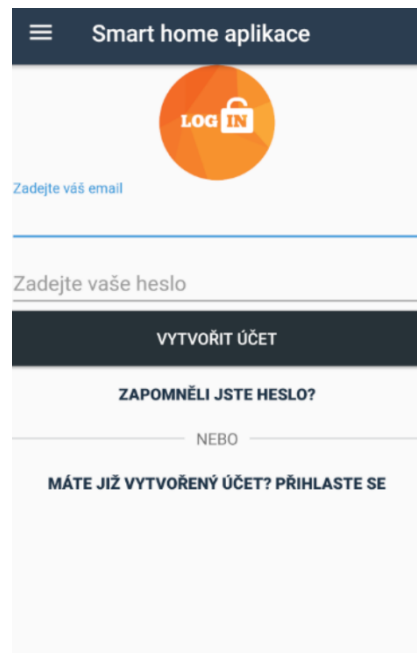 Smart home aplikace
LOG IN
Zadejte váš email
Zadejte vaše heslo
VYTVOŘIT ÚČET
ZAPOMNĚLI JSTE HESLO?
NEBO
MÁTE JIŽ VYTVOŘENÝ ÚČET? PŘIHLASTE SE